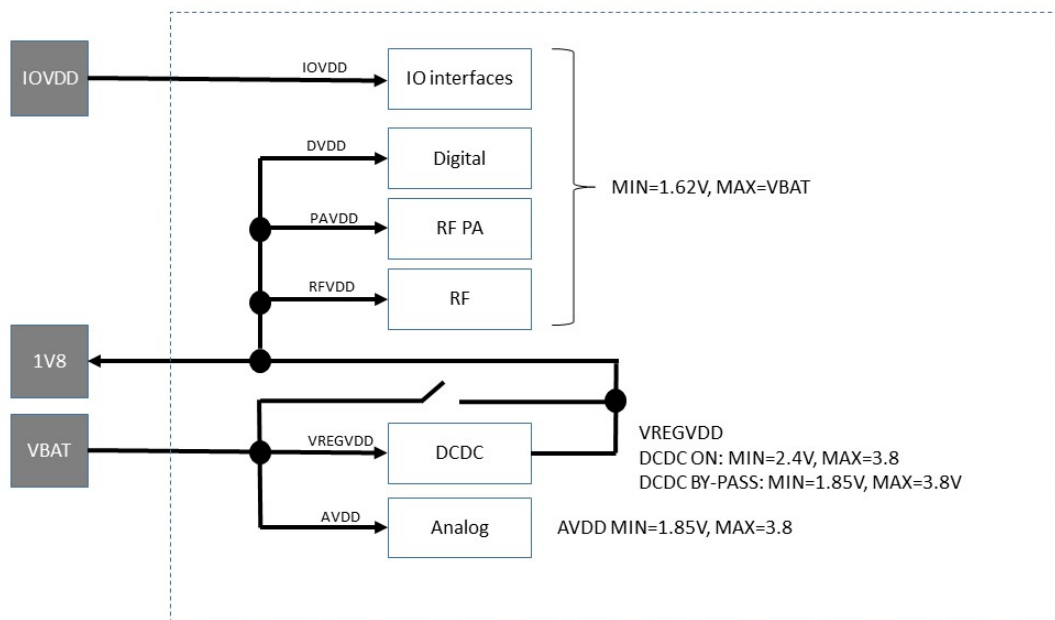 IOVDD
IOVDD
IO interfaces
DVDD
Digital
MIN=1.62V, MAX=VBAT
PAVDD
RF PA
RFVDD
RF
1V8
VBAT
VREGVDD
DCDC
VREGVDD
DCDC ON: MIN=2.4V, MAX=3.8
DCDC BY-PASS: MIN=1.85V, MAX=3.8V
AVDD
Analog
AVDD MIN=1.85V, MAX=3.8